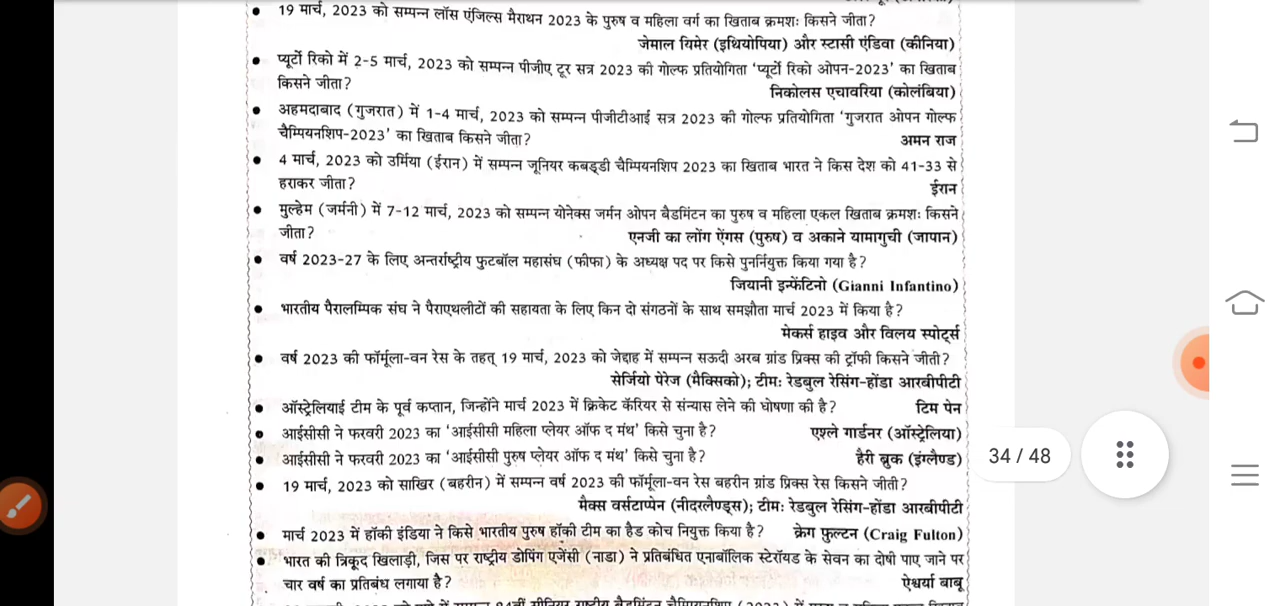 19 मार्च, 2023 को सम्पन्न लॉस एंजिल्स मैराथन 2023 के पुरुष व महिला वर्ग का खिताब क्रमशः किसने जीता?
जेमाल यिमेर (इथियोपिया) और स्टासी एंडिवा (कीनिया)
प्यूर्टो रिको में 2-5 मार्च, 2023 को सम्पन्न पीजीए टूर सत्र 2023 की गोल्फ प्रतियोगिता 'प्यूर्टो रिको ओपन-2023' का खिताब
किसने जीता?
निकोलस एचावरिया (कोलंबिया)
अहमदाबाद (गुजरात) में 1-4 मार्च, 2023 को सम्पन्न पीजीटीआई सत्र 2023 की गोल्फ प्रतियोगिता 'गुजरात ओपन गोल्फ
चैम्पियनशिप-2023' का खिताब किसने जीता?
अमन राज
4 मार्च, 2023 को उर्मिया (ईरान) में सम्पन्न जूनियर कबड्डी चैम्पियनशिप 2023 का खिताब भारत ने किस देश को 41-33 से
हराकर जीता?
ईरान
मुल्हेम (जर्मनी) में 7-12 मार्च, 2023 को सम्पन्न योनेक्स जर्मन ओपन बैडमिंटन का पुरुष व महिला एकल खिताब क्रमशः किसने
जीता?
एनजी का लोंग ऐंगस (पुरुष) व अकाने यामागुची (जापान)
वर्ष 2023-27 के लिए अन्तर्राष्ट्रीय फुटबॉल महासंघ (फीफा) के अध्यक्ष पद पर किसे पुनर्नियुक्त किया गया है?
जियानी इन्फेंटिनो (Gianni Infantino)
भारतीय पैरालम्पिक संघ ने पैराएथलीटों की सहायता के लिए किन दो संगठनों के साथ समझौता मार्च 2023 में किया है?
मेकर्स हाइव और विलय स्पोर्ट्स
वर्ष 2023 की फॉर्मूला-वन रेस के तहत् 19 मार्च, 2023 को जेद्दाह में सम्पन्न सऊदी अरब ग्रांड प्रिक्स की ट्रॉफी किसने जीती?
सेर्जियो पेरेज (मैक्सिको); टीमः रेडबुल रेसिंग-होंडा आरबीपीटी
ऑस्ट्रेलियाई टीम के पूर्व कप्तान, जिन्होंने मार्च 2023 में क्रिकेट कॅरियर से संन्यास लेने की घोषणा की है? टिम पेन
आईसीसी ने फरवरी 2023 का 'आईसीसी महिला प्लेयर ऑफ द मंथ' किसे चुना है? एश्ले गार्डनर (ऑस्ट्रेलिया)
आईसीसी ने फरवरी 2023 का 'आईसीसी पुरुष प्लेयर ऑफ द मंथ' किसे चुना है? हैरी ब्रुक (इंग्लैण्ड)
34 / 48
19 मार्च, 2023 को साखिर (बहरीन) में सम्पन्न वर्ष 2023 की फॉर्मूला-वन रेस बहरीन ग्रांड प्रिक्स रेस किसने जीती?
मैक्स वर्सटाप्पेन (नीदरलैण्ड्स); टीमः रेडबुल रेसिंग-होंडा आरबीपीटी
मार्च 2023 में हॉकी इंडिया ने किसे भारतीय पुरुष हॉकी टीम का हैड कोच नियुक्त किया है? क्रेग फुल्टन (Craig Fulton)
भारत की त्रिकूद खिलाड़ी, जिस पर राष्ट्रीय डोपिंग एजेंसी (नाडा) ने प्रतिबंधित एनाबॉलिक स्टेरॉयड के सेवन का दोषी पाए जाने पर
चार वर्ष का प्रतिबंध लगाया है?
ऐश्वर्या बाबू